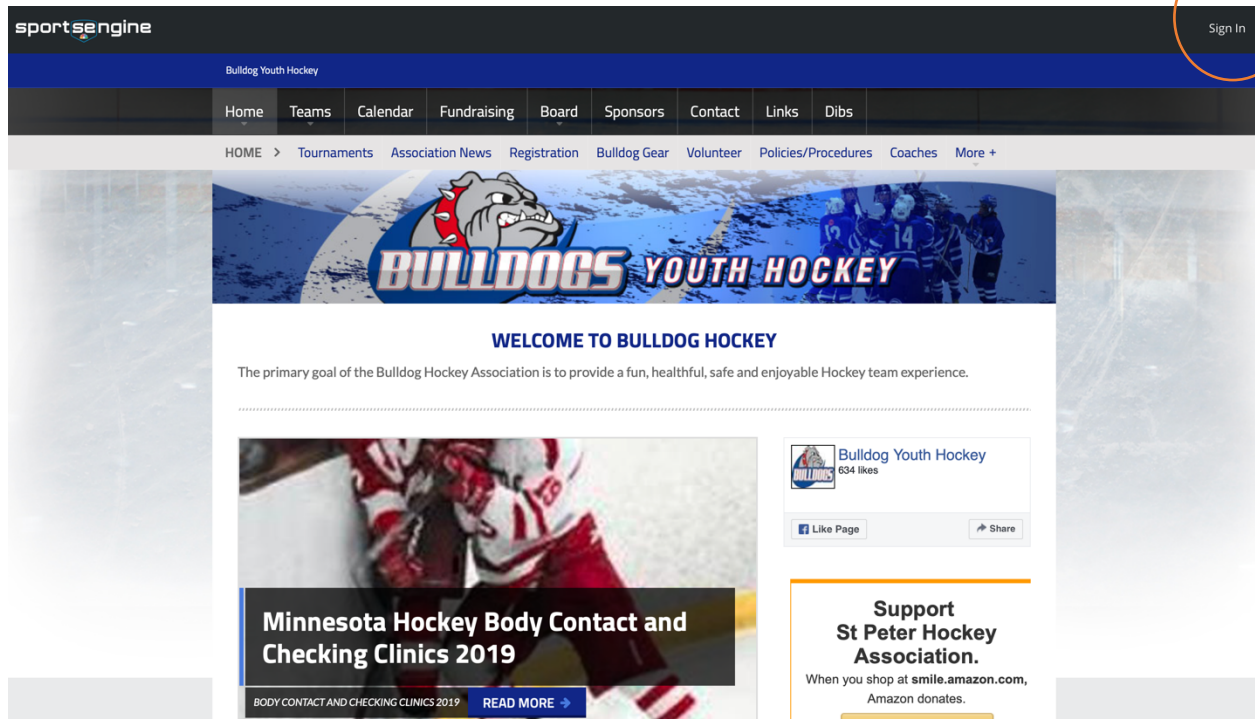 sportsengine
Sign In
Bulldog Youth Hockey
Home Teams Calendar Fundraising Board Sponsors Contact Links Dibs
HOME > Tournaments Association News Registration Bulldog Gear Volunteer Policies/Procedures Coaches More +
BULLDOGS YOUTH HOCKEY
12 14
WELCOME TO BULLDOG HOCKEY
The primary goal of the Bulldog Hockey Association is to provide a fun, healthful, safe and enjoyable Hockey team experience.
Minnesota Hockey Body Contact and
Checking Clinics 2019
BODY CONTACT AND CHECKING CLINICS 2019 READ MORE →
BULLDOGS
Bulldog Youth Hockey
634 likes
Like Page Share
Support
St Peter Hockey
Association.
When you shop at smile.amazon.com,
Amazon donates.